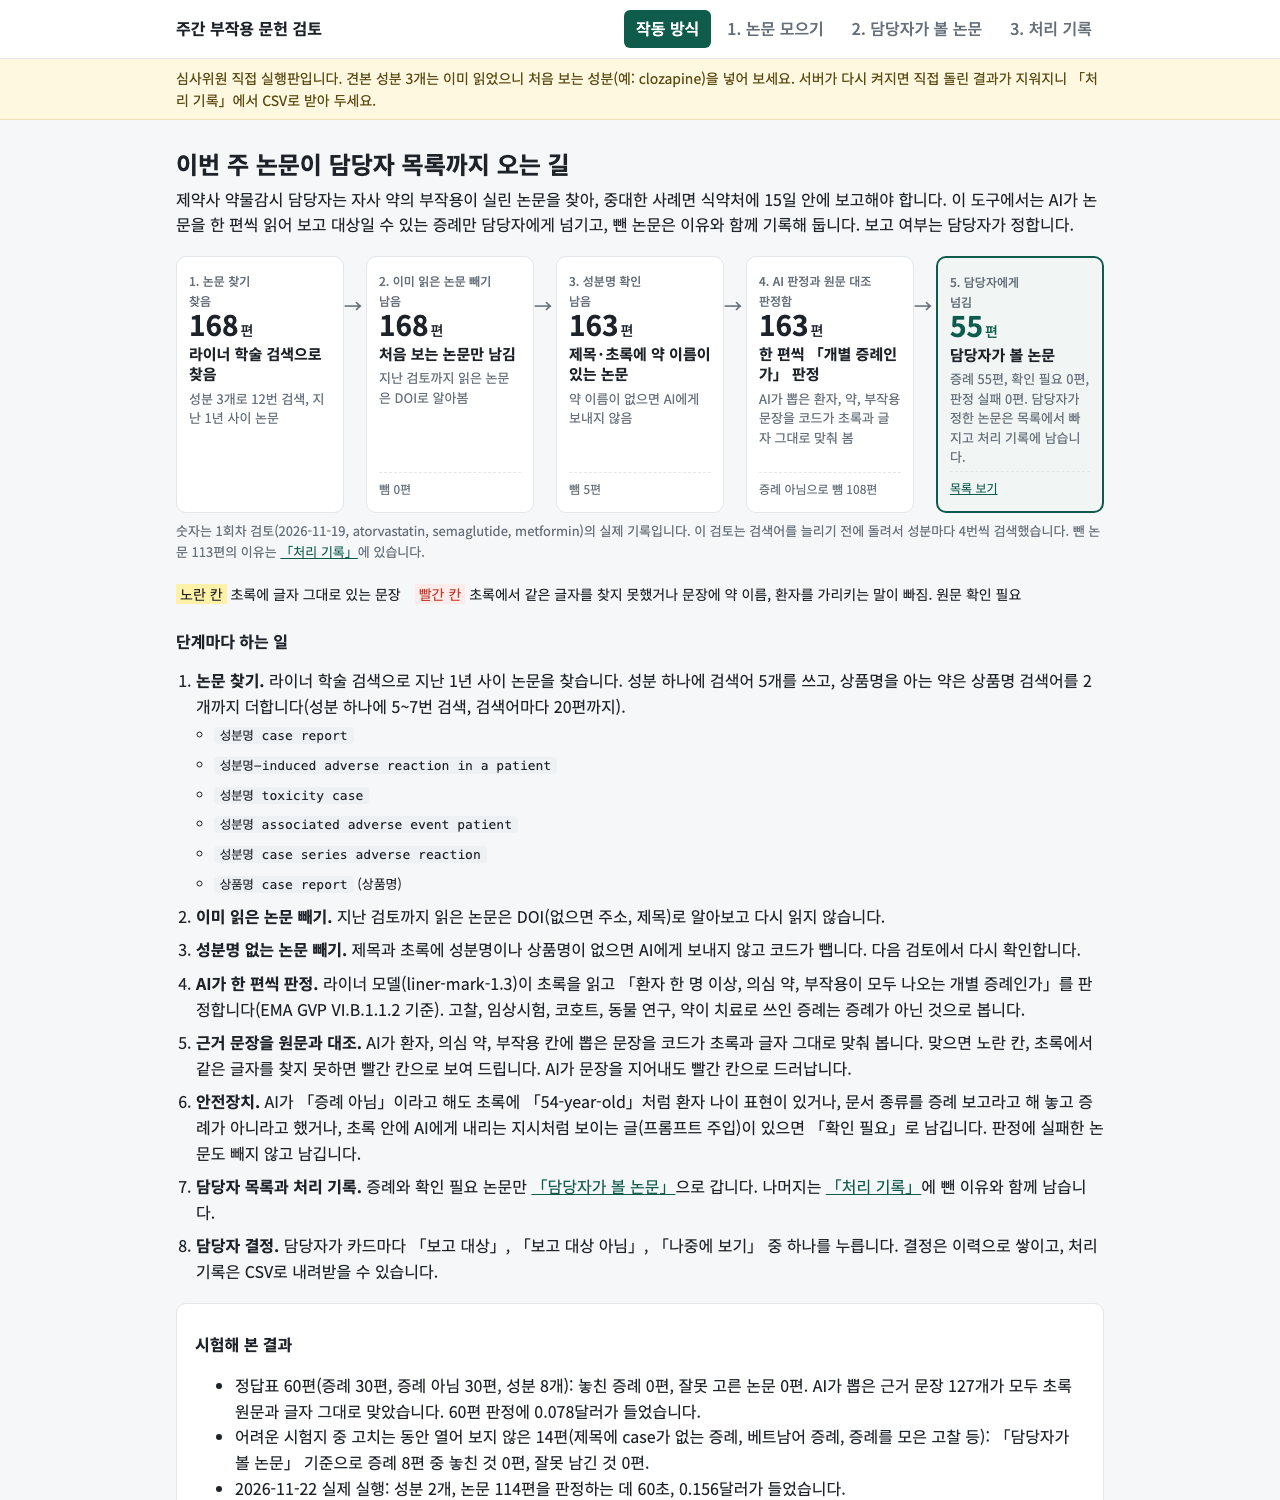 주간 부작용 문헌 검토
작동 방식
1. 논문 모으기
2. 담당자가 볼 논문
3. 처리 기록
심사위원 직접 실행판입니다. 견본 성분 3개는 이미 읽었으니 처음 보는 성분(예: clozapine)을 넣어 보세요. 서버가 다시 켜지면 직접 돌린 결과가 지워지니 「처
리 기록」에서 CSV로 받아 두세요.
이번 주 논문이 담당자 목록까지 오는 길
제약사 약물감시 담당자는 자사 약의 부작용이 실린 논문을 찾아, 중대한 사례면 식약처에 15일 안에 보고해야 합니다. 이 도구에서는 AI가 논
문을 한 편씩 읽어 보고 대상일 수 있는 증례만 담당자에게 넘기고, 뺀 논문은 이유와 함께 기록해 둡니다. 보고 여부는 담당자가 정합니다.
1. 논문 찾기
찾음
168 편
라이너 학술 검색으로
찾음
성분 3개로 12번 검색, 지
난 1년 사이 논문
→
2. 이미 읽은 논문 빼기
남음
168 편
처음 보는 논문만 남김
지난 검토까지 읽은 논문
은 DOI로 알아봄
뺌 0편
→
3. 성분명 확인
남음
163 편
제목·초록에 약 이름이
있는 논문
약 이름이 없으면 AI에게
보내지 않음
뺌 5편
→
4. AI 판정과 원문 대조
판정함
163 편
한 편씩 「개별 증례인
가」 판정
AI가 뽑은 환자, 약, 부작용
문장을 코드가 초록과 글
자 그대로 맞춰 봄
증례 아님으로 뺌 108편
→
5. 담당자에게
넘김
55 편
담당자가 볼 논문
증례 55편, 확인 필요 0편,
판정 실패 0편. 담당자가
정한 논문은 목록에서 빠
지고 처리 기록에 남습니
다.
목록 보기
숫자는 1회차 검토(2026-11-19, atorvastatin, semaglutide, metformin)의 실제 기록입니다. 이 검토는 검색어를 늘리기 전에 돌려서 성분마다 4번씩 검색했습니다. 뺀 논
문 113편의 이유는 「처리 기록」에 있습니다.
노란 칸 초록에 글자 그대로 있는 문장 빨간 칸 초록에서 같은 글자를 찾지 못했거나 문장에 약 이름, 환자를 가리키는 말이 빠짐. 원문 확인 필요
단계마다 하는 일
1. 논문 찾기. 라이너 학술 검색으로 지난 1년 사이 논문을 찾습니다. 성분 하나에 검색어 5개를 쓰고, 상품명을 아는 약은 상품명 검색어를 2
개까지 더합니다(성분 하나에 5~7번 검색, 검색어마다 20편까지).
성분명 case report
성분명-induced adverse reaction in a patient
성분명 toxicity case
성분명 associated adverse event patient
성분명 case series adverse reaction
상품명 case report (상품명)
2. 이미 읽은 논문 빼기. 지난 검토까지 읽은 논문은 DOI(없으면 주소, 제목)로 알아보고 다시 읽지 않습니다.
3. 성분명 없는 논문 빼기. 제목과 초록에 성분명이나 상품명이 없으면 AI에게 보내지 않고 코드가 뺍니다. 다음 검토에서 다시 확인합니다.
4. AI가 한 편씩 판정. 라이너 모델(liner-mark-1.3)이 초록을 읽고 「환자 한 명 이상, 의심 약, 부작용이 모두 나오는 개별 증례인가」를 판
정합니다(EMA GVP VI.B.1.1.2 기준). 고찰, 임상시험, 코호트, 동물 연구, 약이 치료로 쓰인 증례는 증례가 아닌 것으로 봅니다.
5. 근거 문장을 원문과 대조. AI가 환자, 의심 약, 부작용 칸에 뽑은 문장을 코드가 초록과 글자 그대로 맞춰 봅니다. 맞으면 노란 칸, 초록에서
같은 글자를 찾지 못하면 빨간 칸으로 보여 드립니다. AI가 문장을 지어내도 빨간 칸으로 드러납니다.
6. 안전장치. AI가 「증례 아님」이라고 해도 초록에 「54-year-old」처럼 환자 나이 표현이 있거나, 문서 종류를 증례 보고라고 해 놓고 증
례가 아니라고 했거나, 초록 안에 AI에게 내리는 지시처럼 보이는 글(프롬프트 주입)이 있으면 「확인 필요」로 남깁니다. 판정에 실패한 논
문도 빼지 않고 남깁니다.
7. 담당자 목록과 처리 기록. 증례와 확인 필요 논문만 「담당자가 볼 논문」으로 갑니다. 나머지는 「처리 기록」에 뺀 이유와 함께 남습니
다.
8. 담당자 결정. 담당자가 카드마다 「보고 대상」, 「보고 대상 아님」, 「나중에 보기」 중 하나를 누릅니다. 결정은 이력으로 쌓이고, 처리
기록은 CSV로 내려받을 수 있습니다.
시험해 본 결과
정답표 60편(증례 30편, 증례 아님 30편, 성분 8개): 놓친 증례 0편, 잘못 고른 논문 0편. AI가 뽑은 근거 문장 127개가 모두 초록
원문과 글자 그대로 맞았습니다. 60편 판정에 0.078달러가 들었습니다.
어려운 시험지 중 고치는 동안 열어 보지 않은 14편(제목에 case가 없는 증례, 베트남어 증례, 증례를 모은 고찰 등): 「담당자가
볼 논문」 기준으로 증례 8편 중 놓친 것 0편, 잘못 남긴 것 0편.
2026-11-22 실제 실행: 성분 2개, 논문 114편을 판정하는 데 60초, 0.156달러가 들었습니다.